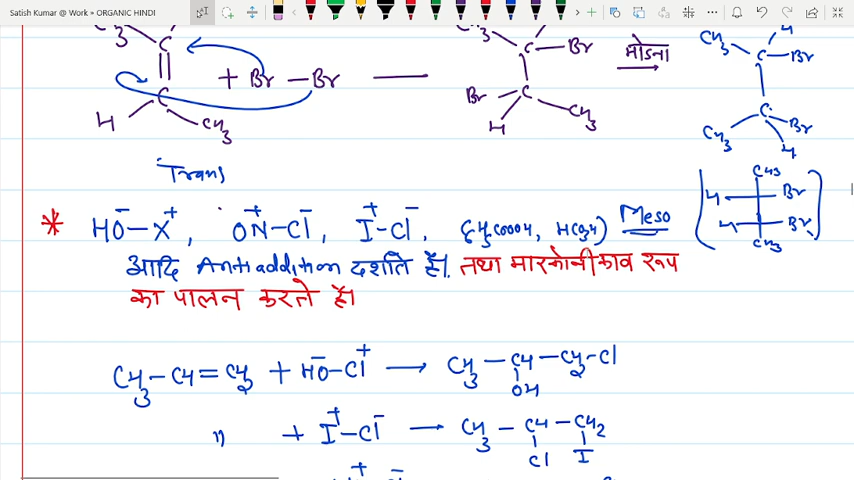 Satish Kumar @ Work » ORGANIC HINDI
CH3 C
C
H CH3
+ Br – Br
CH3 C – Br
Br C
H CH3
मोडना
CH3 C Br
C Br
CH3 H
Trans
CH3
H Br
H Br
CH3
Meso
* HO⁻–X⁺, ON⁺–Cl⁻, I⁺–Cl⁻,
आदि Antiaddition दर्शाते हैं. तथा मारकोनीकाव रूप
का पालन करते हैं।
CH3–CH=CH2 + HO⁻–Cl⁺ → CH3–CH–CH2–Cl
OH
" + I⁺–Cl⁻ → CH3–CH–CH2
Cl I